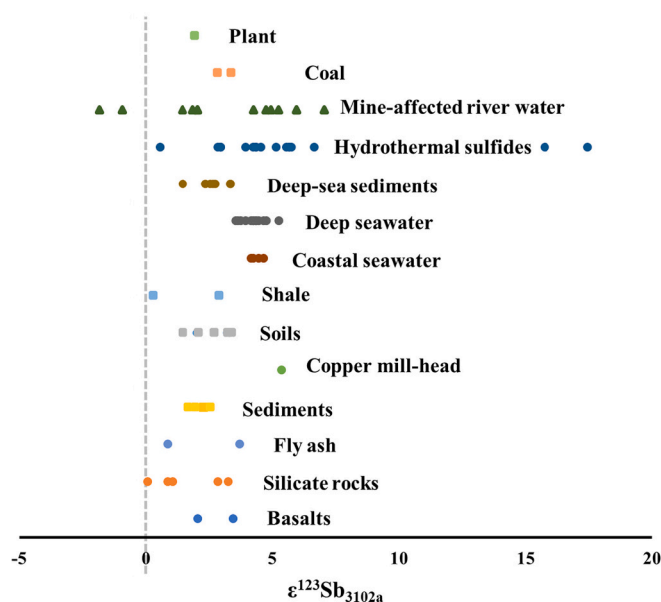 Plant
Coal
Mine-affected river water
Hydrothermal sulfides
Deep-sea sediments
Deep seawater
Coastal seawater
Shale
Soils
Copper mill-head
Sediments
Fly ash
Silicate rocks
Basalts
-5 0 5 10 15 20
ε¹²³Sb₃₁₀₂ₐ